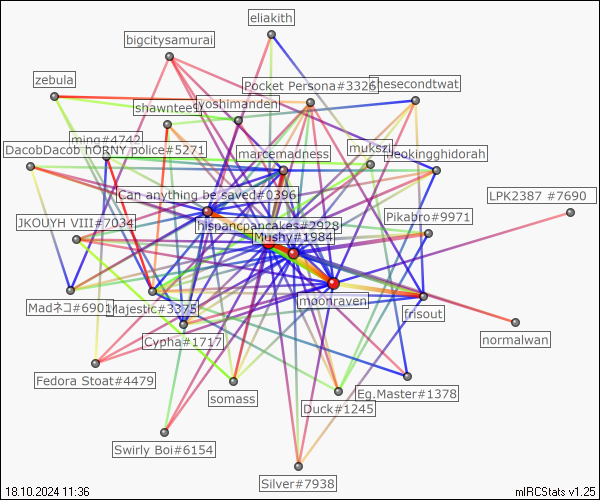 eliakith
bigcitysamurai
zebula
Pocket Persona#3326
thesecondtwat
yoshimanden
shawntee91
ming#4742
DacobDacob hORNY police#5271
marcemadness
mukszi
neokingghidorah
Can anything be saved#0396
LPK2387 #7690
JKOUYH VIII#7034
hispancpancakes#2928
Pikabro#9971
Mushy#1984
Madネコ#6901
Majestic#3375
moonraven
frisout
Cypha#1717
normalwan
Fedora Stoat#4479
somass
Duck#1245
Eg.Master#1378
Swirly Boi#6154
Silver#7938
18.10.2024 11:36
mIRCStats v1.25